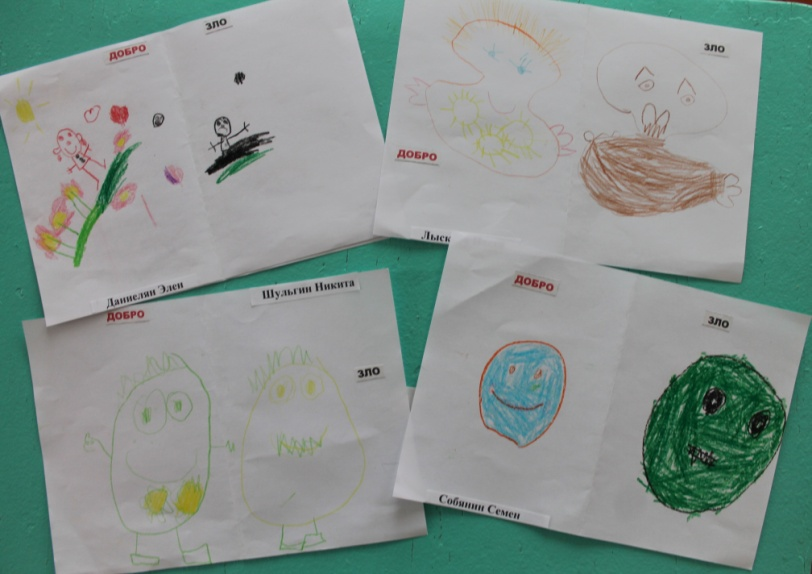 ДОБРО
ЗЛО
Даниелян Элен
ЗЛО
ДОБРО
Шульгин Никита
ДОБРО
ЗЛО
ДОБРО
ЗЛО
Собянин Семен